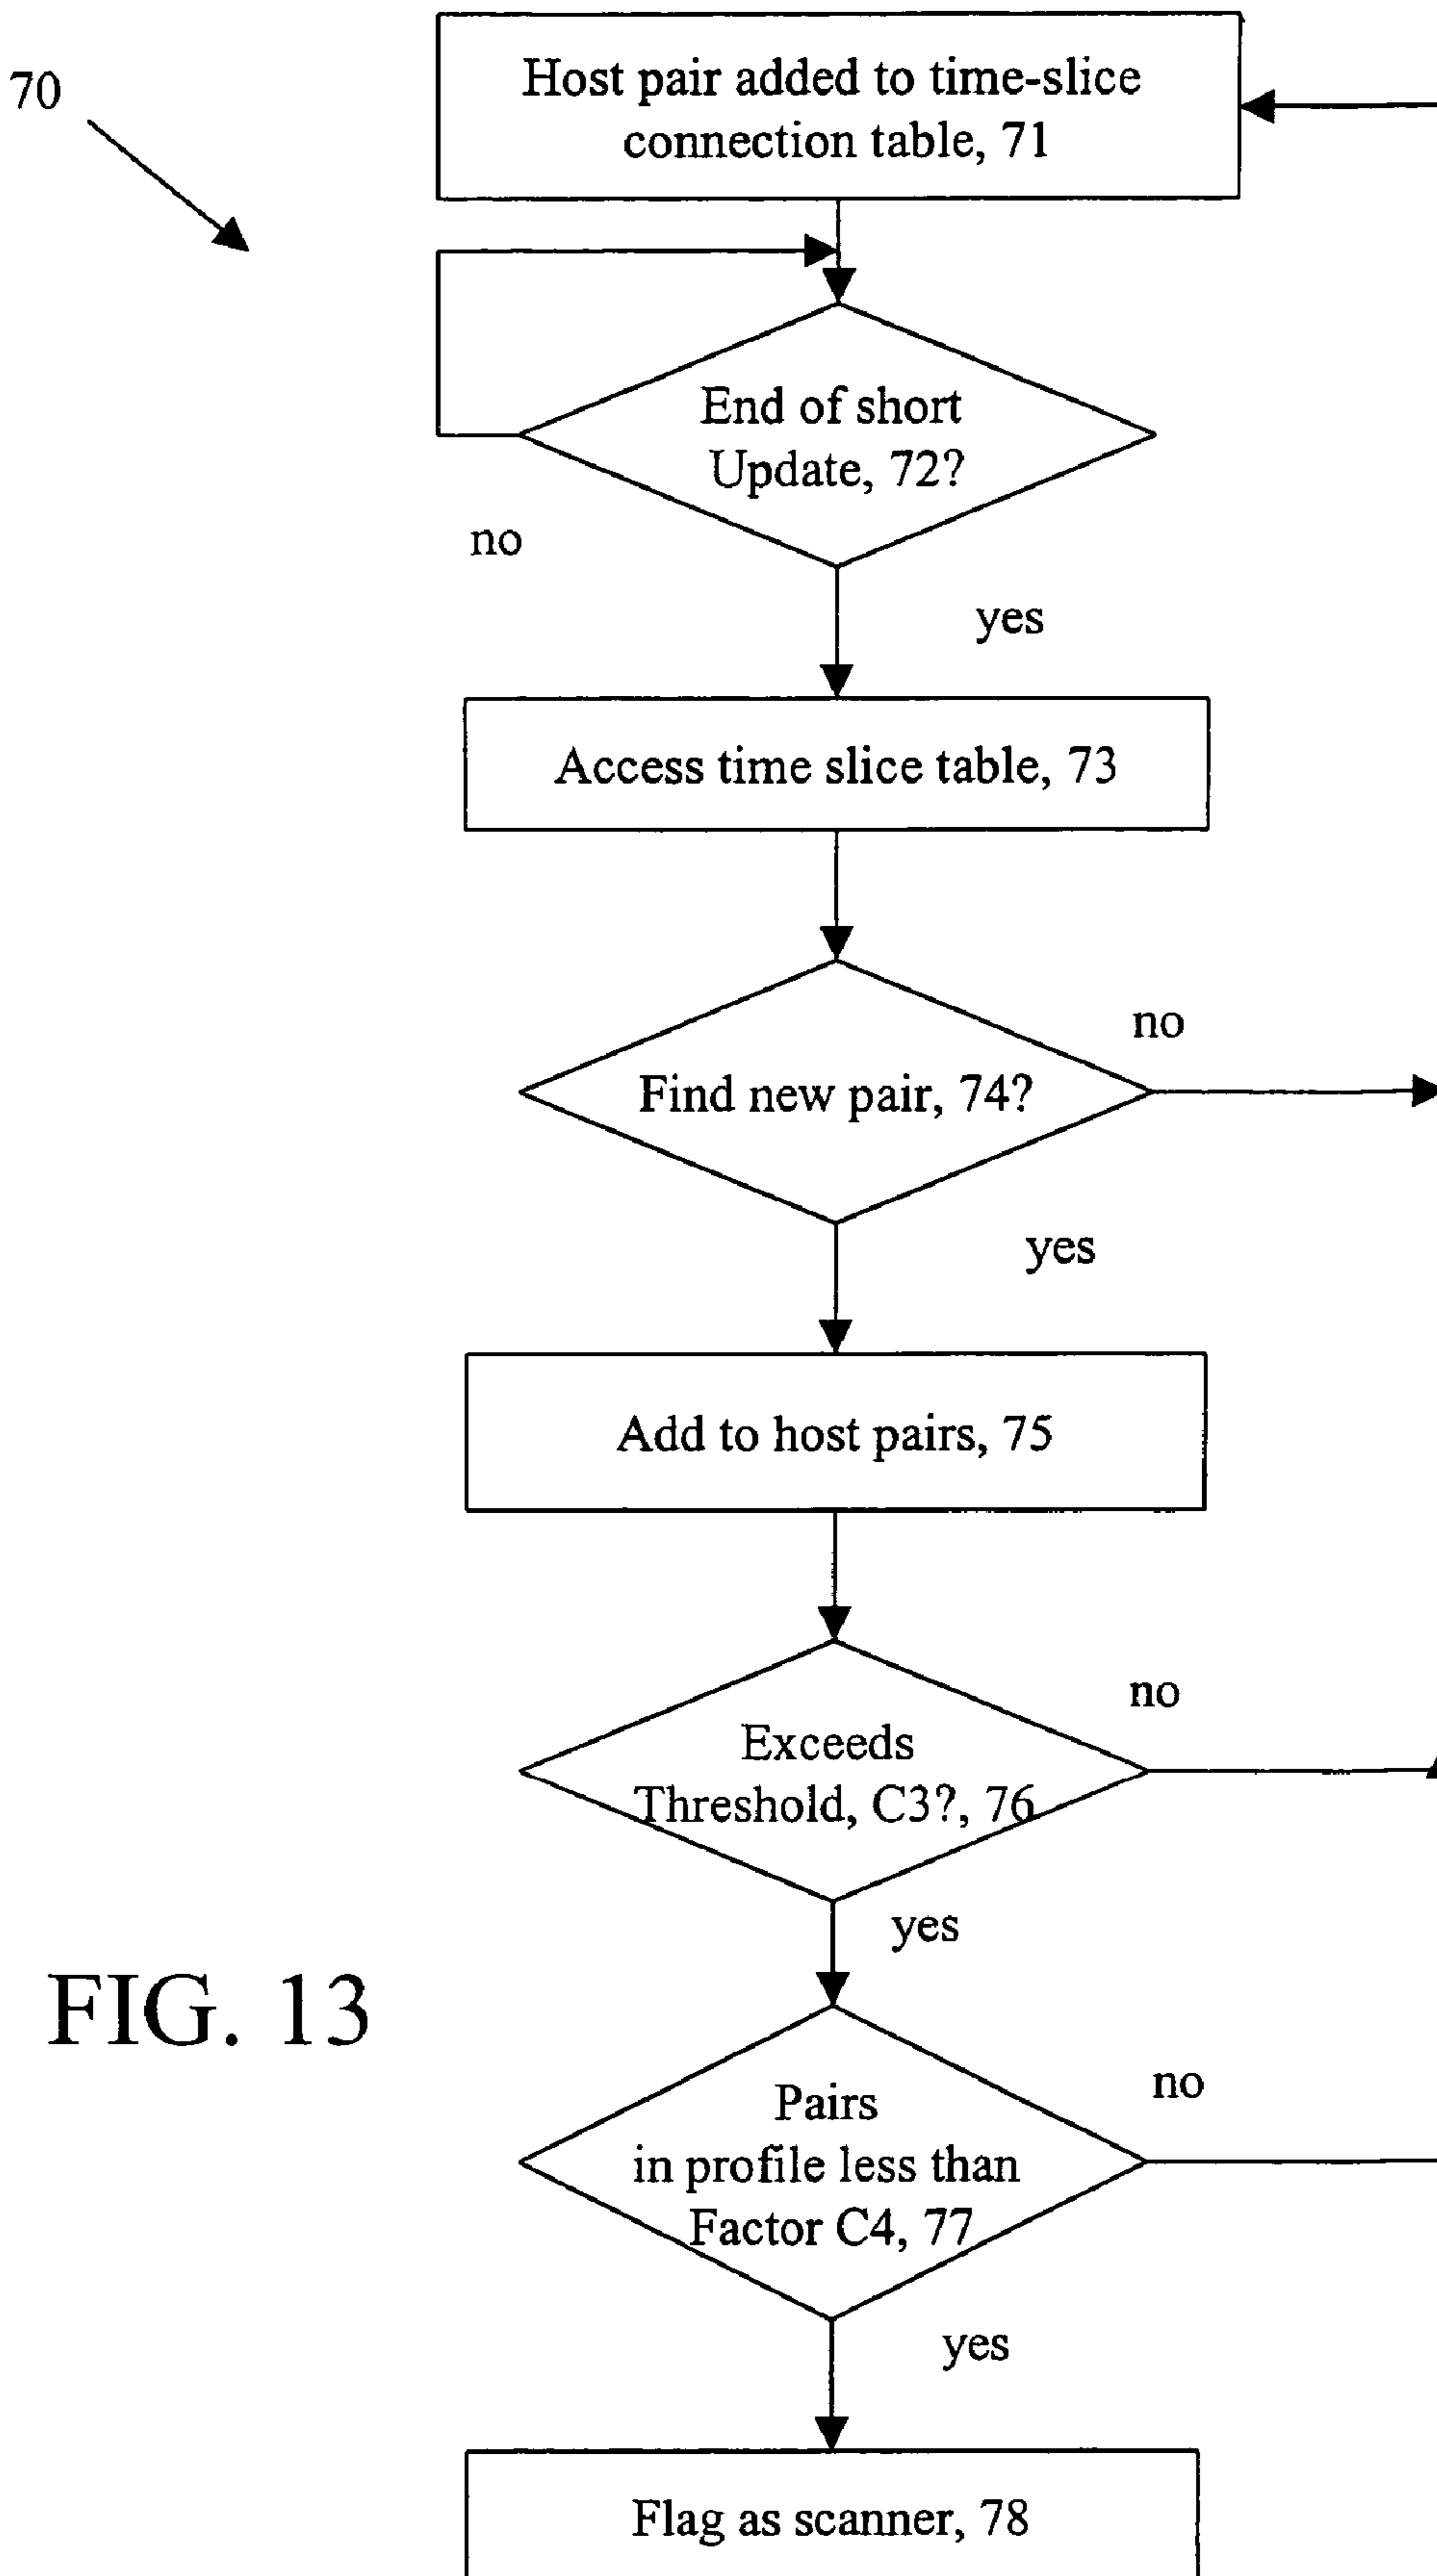 70
Host pair added to time-slice
connection table, 71
End of short
Update, 72?
no
yes
Access time slice table, 73
Find new pair, 74?
no
yes
Add to host pairs, 75
Exceeds
Threshold, C3?, 76
no
yes
FIG. 13
Pairs
in profile less than
Factor C4, 77
no
yes
Flag as scanner, 78